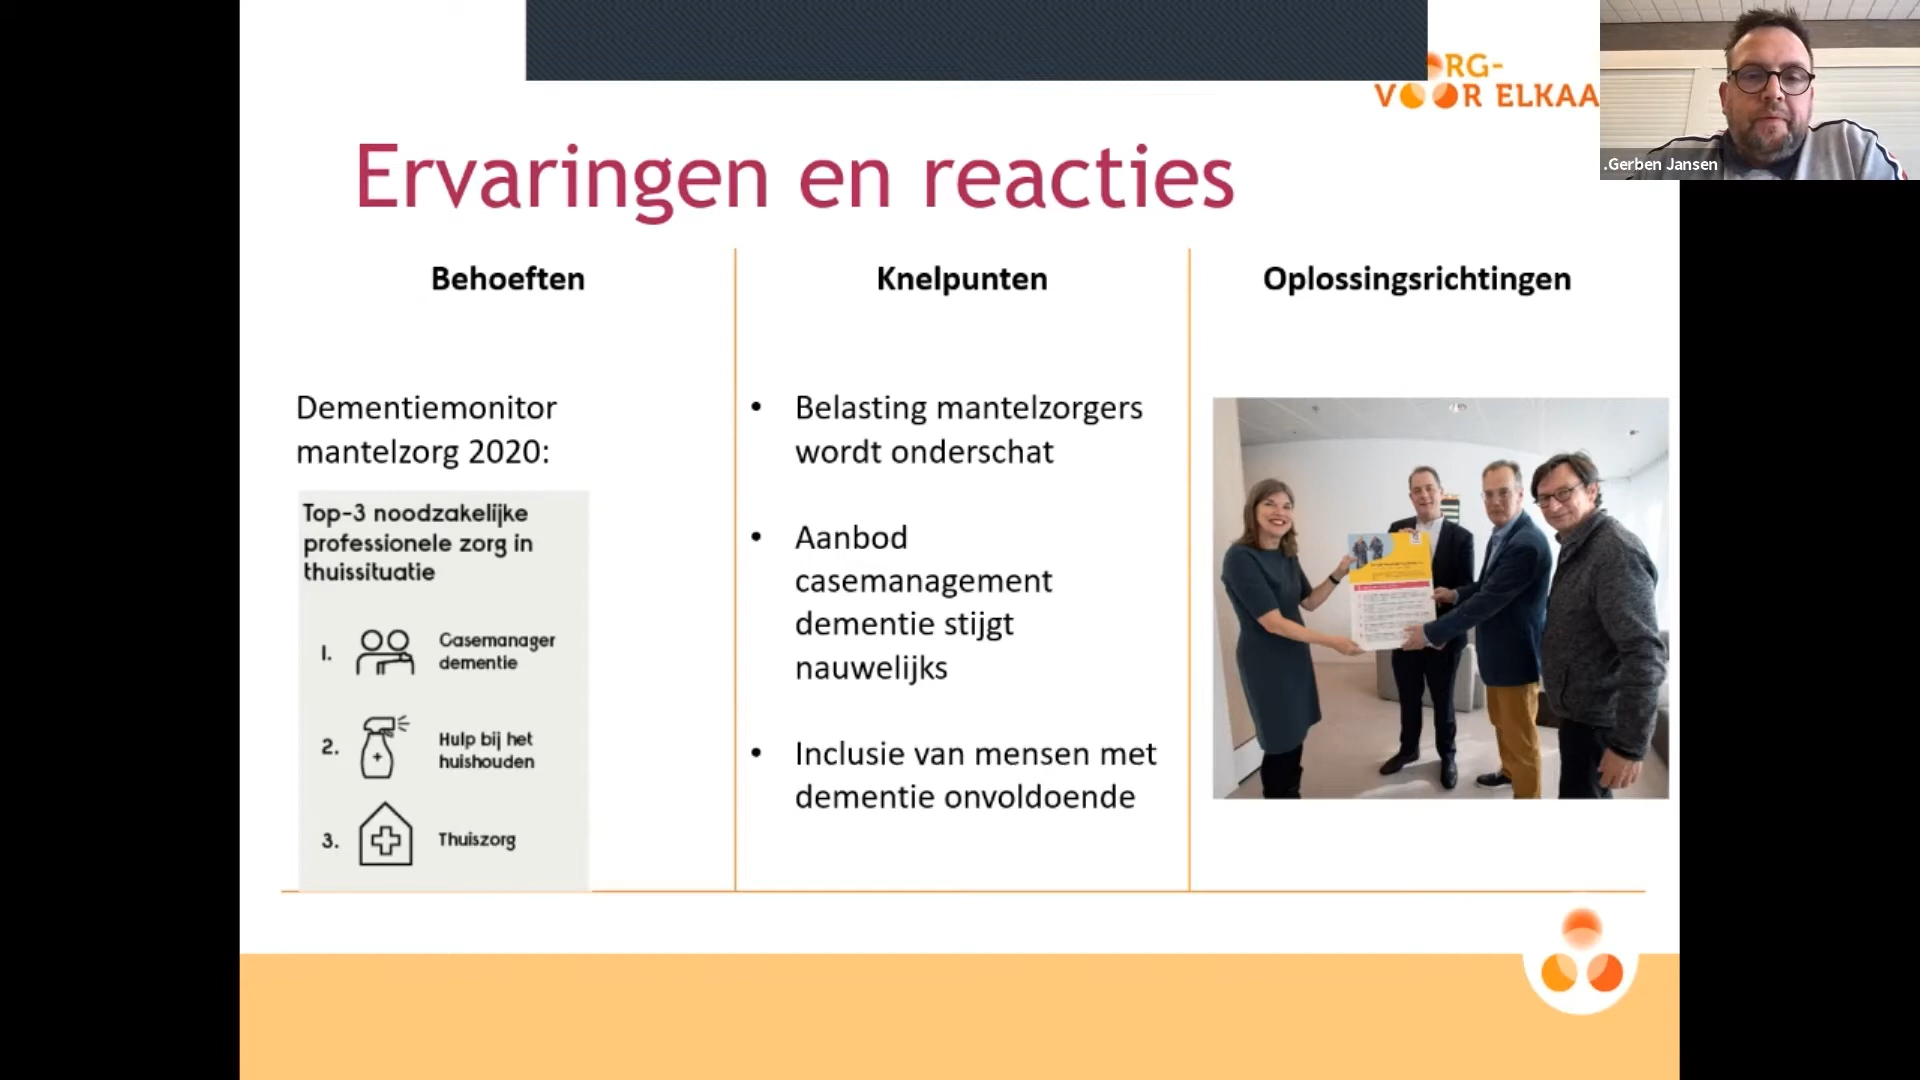 RG-
VOOR ELKAA
.Gerben Jansen
Ervaringen en reacties
Behoeften
Dementiemonitor
mantelzorg 2020:
Top-3 noodzakelijke
professionele zorg in
thuissituatie
1. Casemanager
dementie
2. Hulp bij het
huishouden
3. Thuiszorg
Knelpunten
• Belasting mantelzorgers
wordt onderschat
• Aanbod
casemanagement
dementie stijgt
nauwelijks
• Inclusie van mensen met
dementie onvoldoende
Oplossingsrichtingen